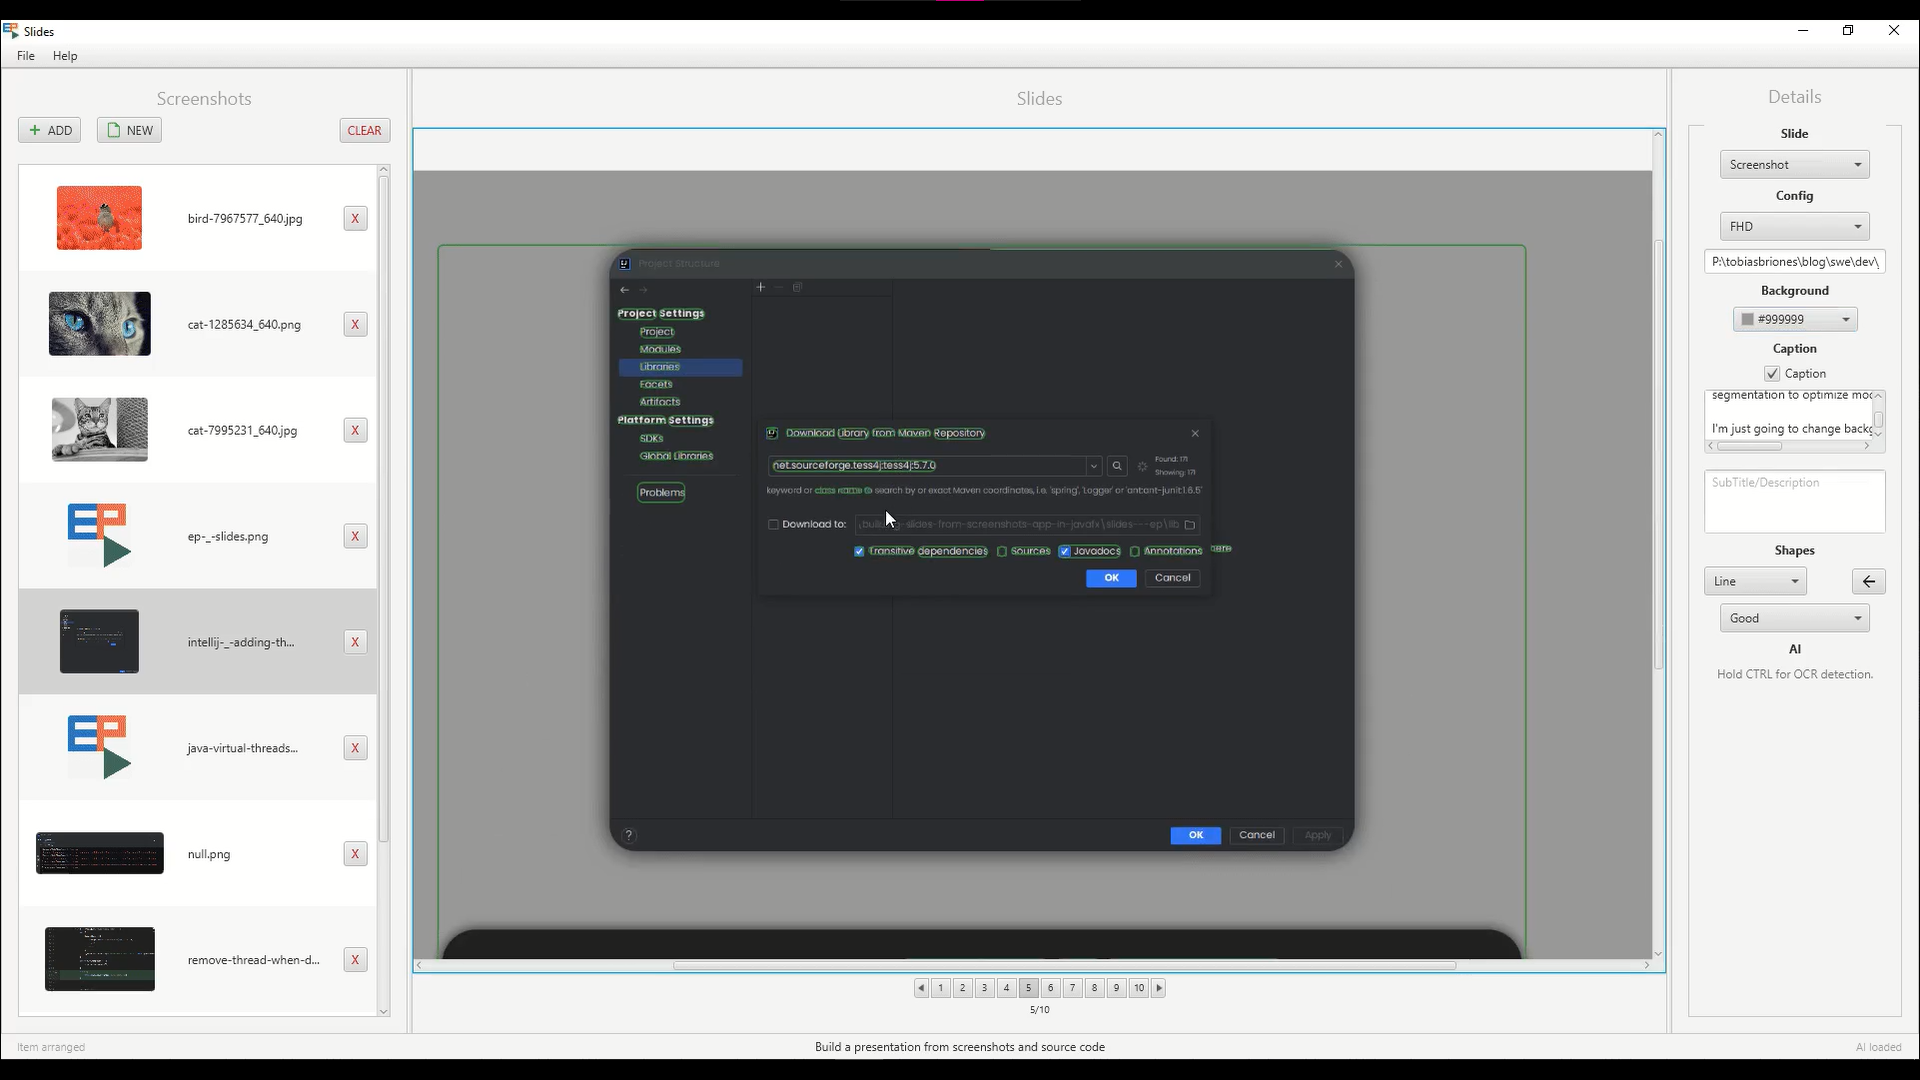 Slides
File Help
Screenshots
ADD NEW CLEAR
bird-7967577_640.jpg X
cat-1285634_640.png X
cat-7995231_640.jpg X
ep-_-slides.png X
intellij-_-adding-th... X
java-virtual-threads... X
null.png X
remove-thread-when-d... X
Slides
Project Structure
Project Settings
Project
Modules
Libraries
Facets
Artifacts
Platform Settings
SDKs
Global Libraries
Problems
Download Library from Maven Repository
net.sourceforge.tess4j:tess4j:5.7.0
Found: 171
Showing: 171
keyword or class name to search by or exact Maven coordinates, i.e. 'spring', 'Logger' or 'ant:ant-junit:1.6.5'
Download to: -slides-from-screenshots-app-in-javafx\slides---ep\lib
Transitive dependencies Sources Javadocs Annotations here
OK Cancel
? OK Cancel Apply
1 2 3 4 5 6 7 8 9 10
5/10
Details
Slide
Screenshot
Config
FHD
P:\tobiasbriones\blog\swe\dev\
Background
#999999
Caption
Caption
segmentation to optimize
I'm just going to change
SubTitle/Description
Shapes
Line
Good
AI
Hold CTRL for OCR detection.
Item arranged
Build a presentation from screenshots and source code
AI loaded